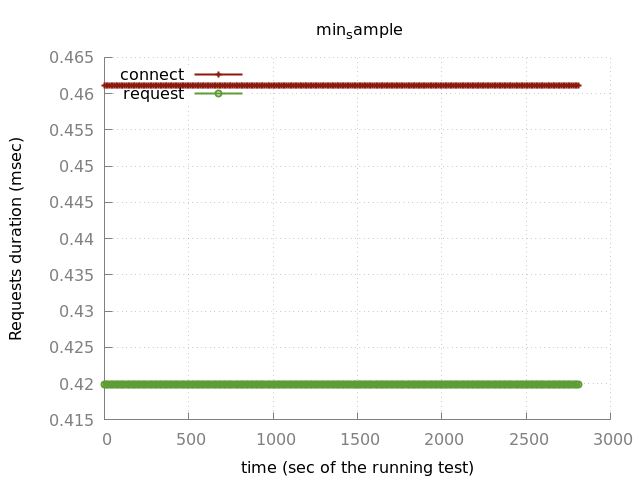 minsample
0.465
connect
0.46
request
0.455
0.45
0.445
0.44
0.435
0.43
0.425
0.42
0.415
Requests duration (msec)
0 500 1000 1500 2000 2500 3000
time (sec of the running test)